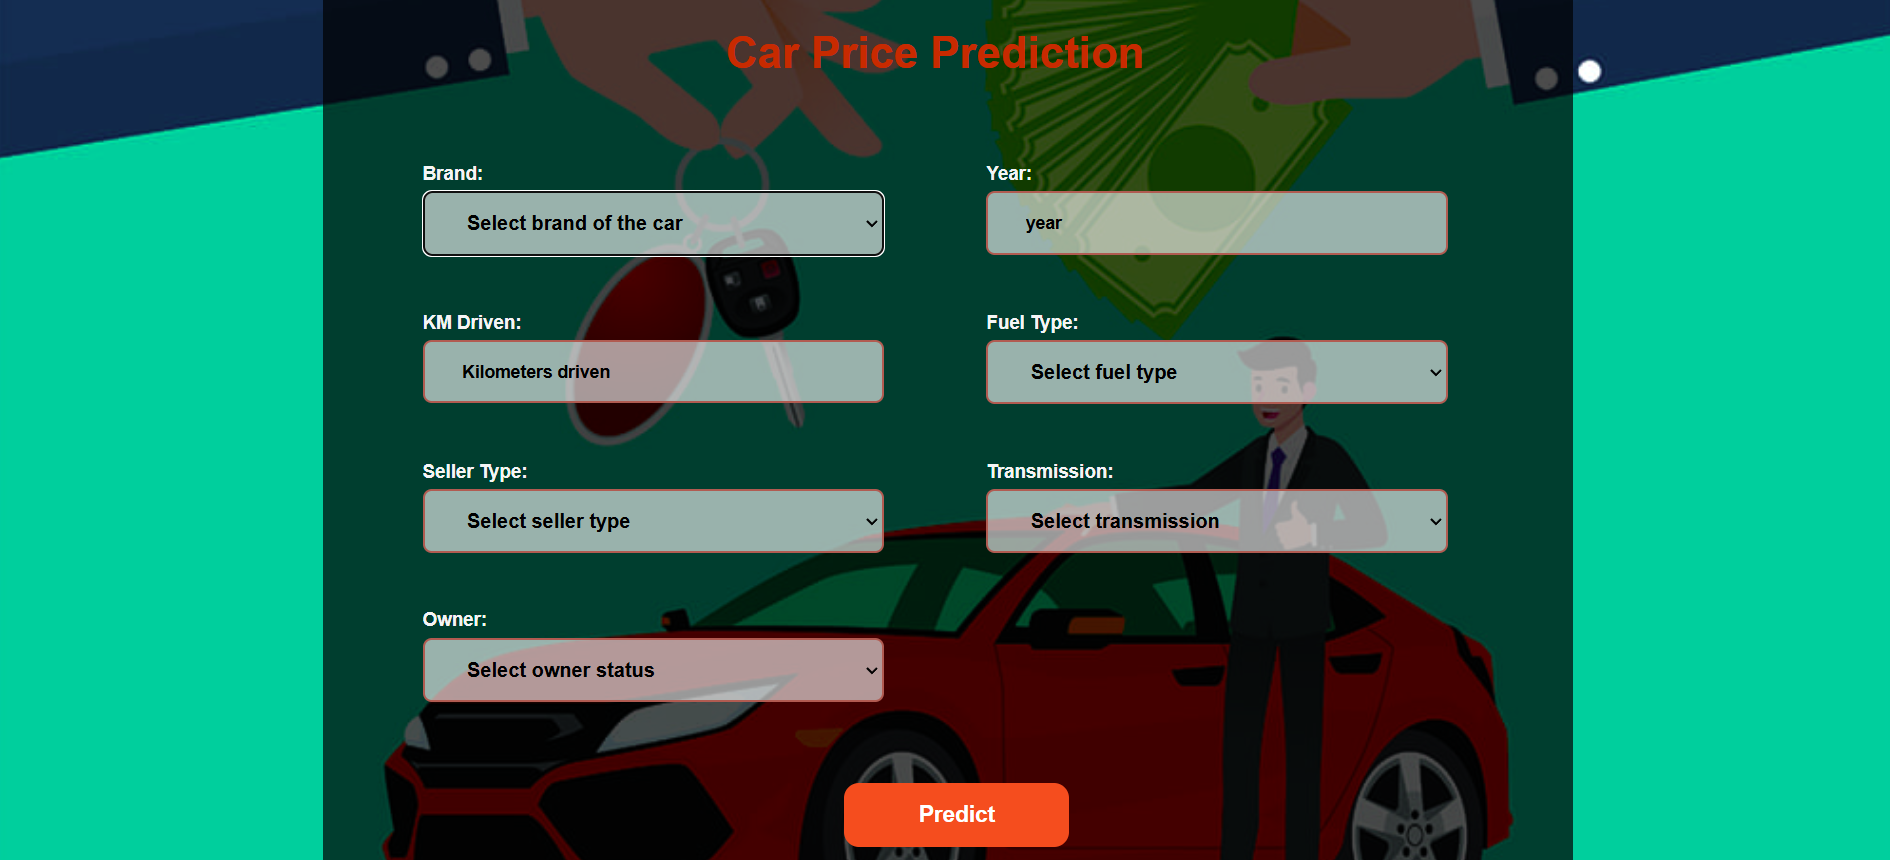 Car Price Prediction
Brand:
Select brand of the car
Year:
year
KM Driven:
Kilometers driven
Fuel Type:
Select fuel type
Seller Type:
Select seller type
Transmission:
Select transmission
Owner:
Select owner status
Predict